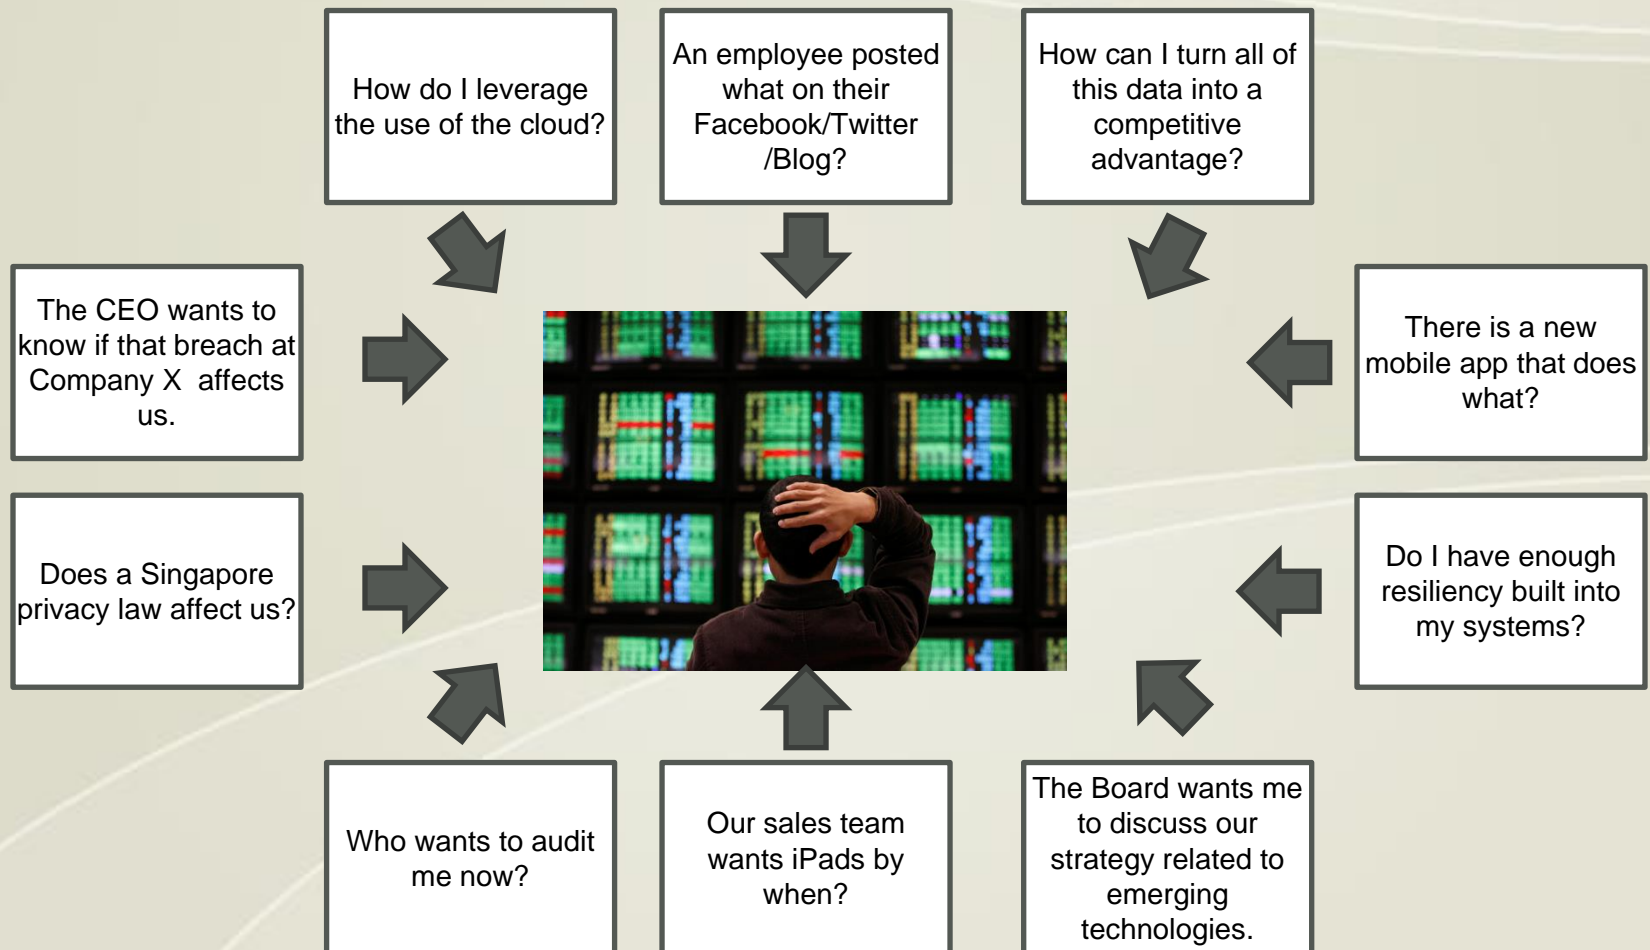 How do I leverage
the use of the cloud?
An employee posted
what on their
Facebook/Twitter
/Blog?
How can I turn all of
this data into a
competitive
advantage?
The CEO wants to
know if that breach at
Company X affects
us.
There is a new
mobile app that does
what?
Does a Singapore
privacy law affect us?
Do I have enough
resiliency built into
my systems?
Who wants to audit
me now?
Our sales team
wants iPads by
when?
The Board wants me
to discuss our
strategy related to
emerging
technologies.